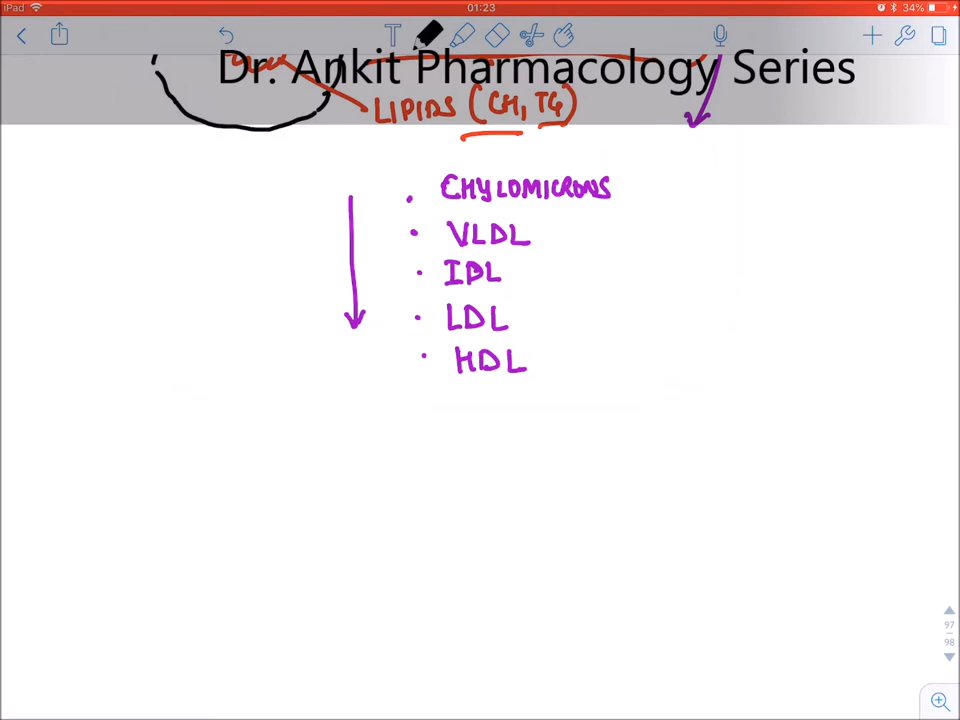 iPad 01:23 34%
T
Dr. Ankit Pharmacology Series
LIPIDS (CH, TG)
• CHYLOMICRONS
• VLDL
• IDL
• LDL
• HDL
97
98